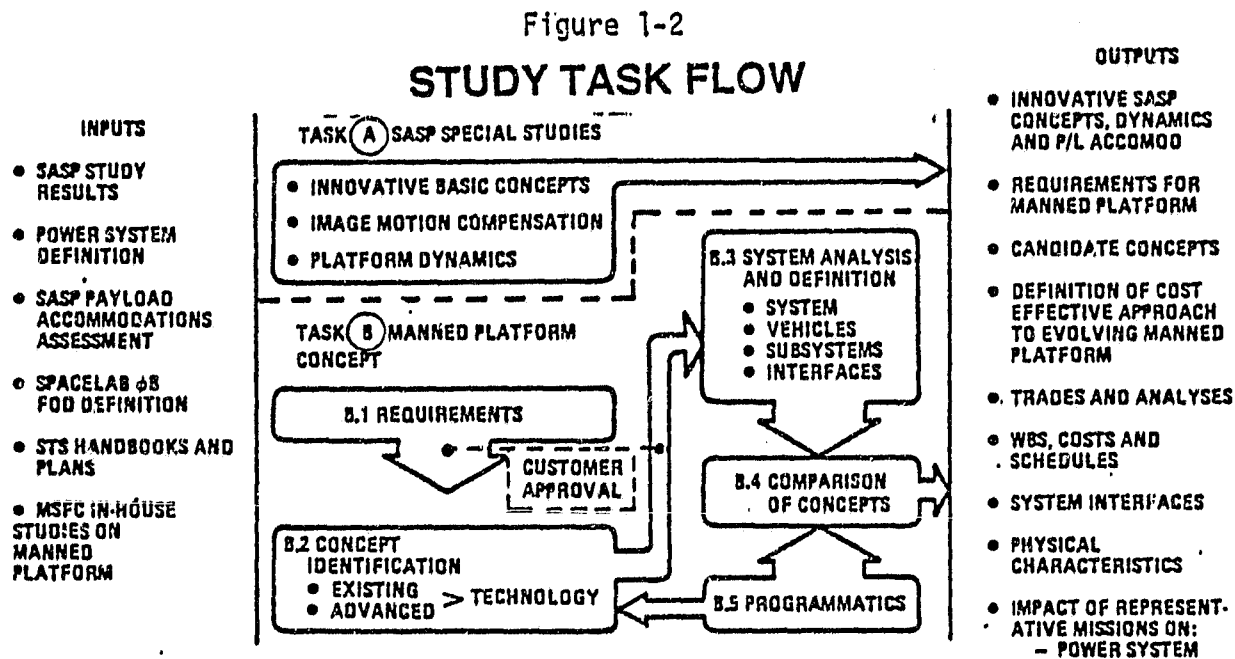 Figure 1-2
STUDY TASK FLOW
INPUTS
• SASP STUDY
RESULTS
• POWER SYSTEM
DEFINITION
• SASP PAYLOAD
ACCOMMODATIONS
ASSESSMENT
• SPACELAB φB
FOD DEFINITION
• STS HANDBOOKS AND
PLANS
• MSFC IN-HOUSE
STUDIES ON
MANNED
PLATFORM
TASK A SASP SPECIAL STUDIES
• INNOVATIVE BASIC CONCEPTS
• IMAGE MOTION COMPENSATION
• PLATFORM DYNAMICS
TASK B MANNED PLATFORM
CONCEPT
B.1 REQUIREMENTS
CUSTOMER
APPROVAL
B.2 CONCEPT
IDENTIFICATION
• EXISTING
• ADVANCED > TECHNOLOGY
B.3 SYSTEM ANALYSIS
AND DEFINITION
• SYSTEM
• VEHICLES
• SUBSYSTEMS
• INTERFACES
B.4 COMPARISON
OF CONCEPTS
B.5 PROGRAMMATICS
OUTPUTS
• INNOVATIVE SASP
CONCEPTS, DYNAMICS
AND P/L ACCOMOD
• REQUIREMENTS FOR
MANNED PLATFORM
• CANDIDATE CONCEPTS
• DEFINITION OF COST
EFFECTIVE APPROACH
TO EVOLVING MANNED
PLATFORM
• TRADES AND ANALYSES
• WBS, COSTS AND
SCHEDULES
• SYSTEM INTERFACES
• PHYSICAL
CHARACTERISTICS
• IMPACT OF REPRESENT-
ATIVE MISSIONS ON:
– POWER SYSTEM